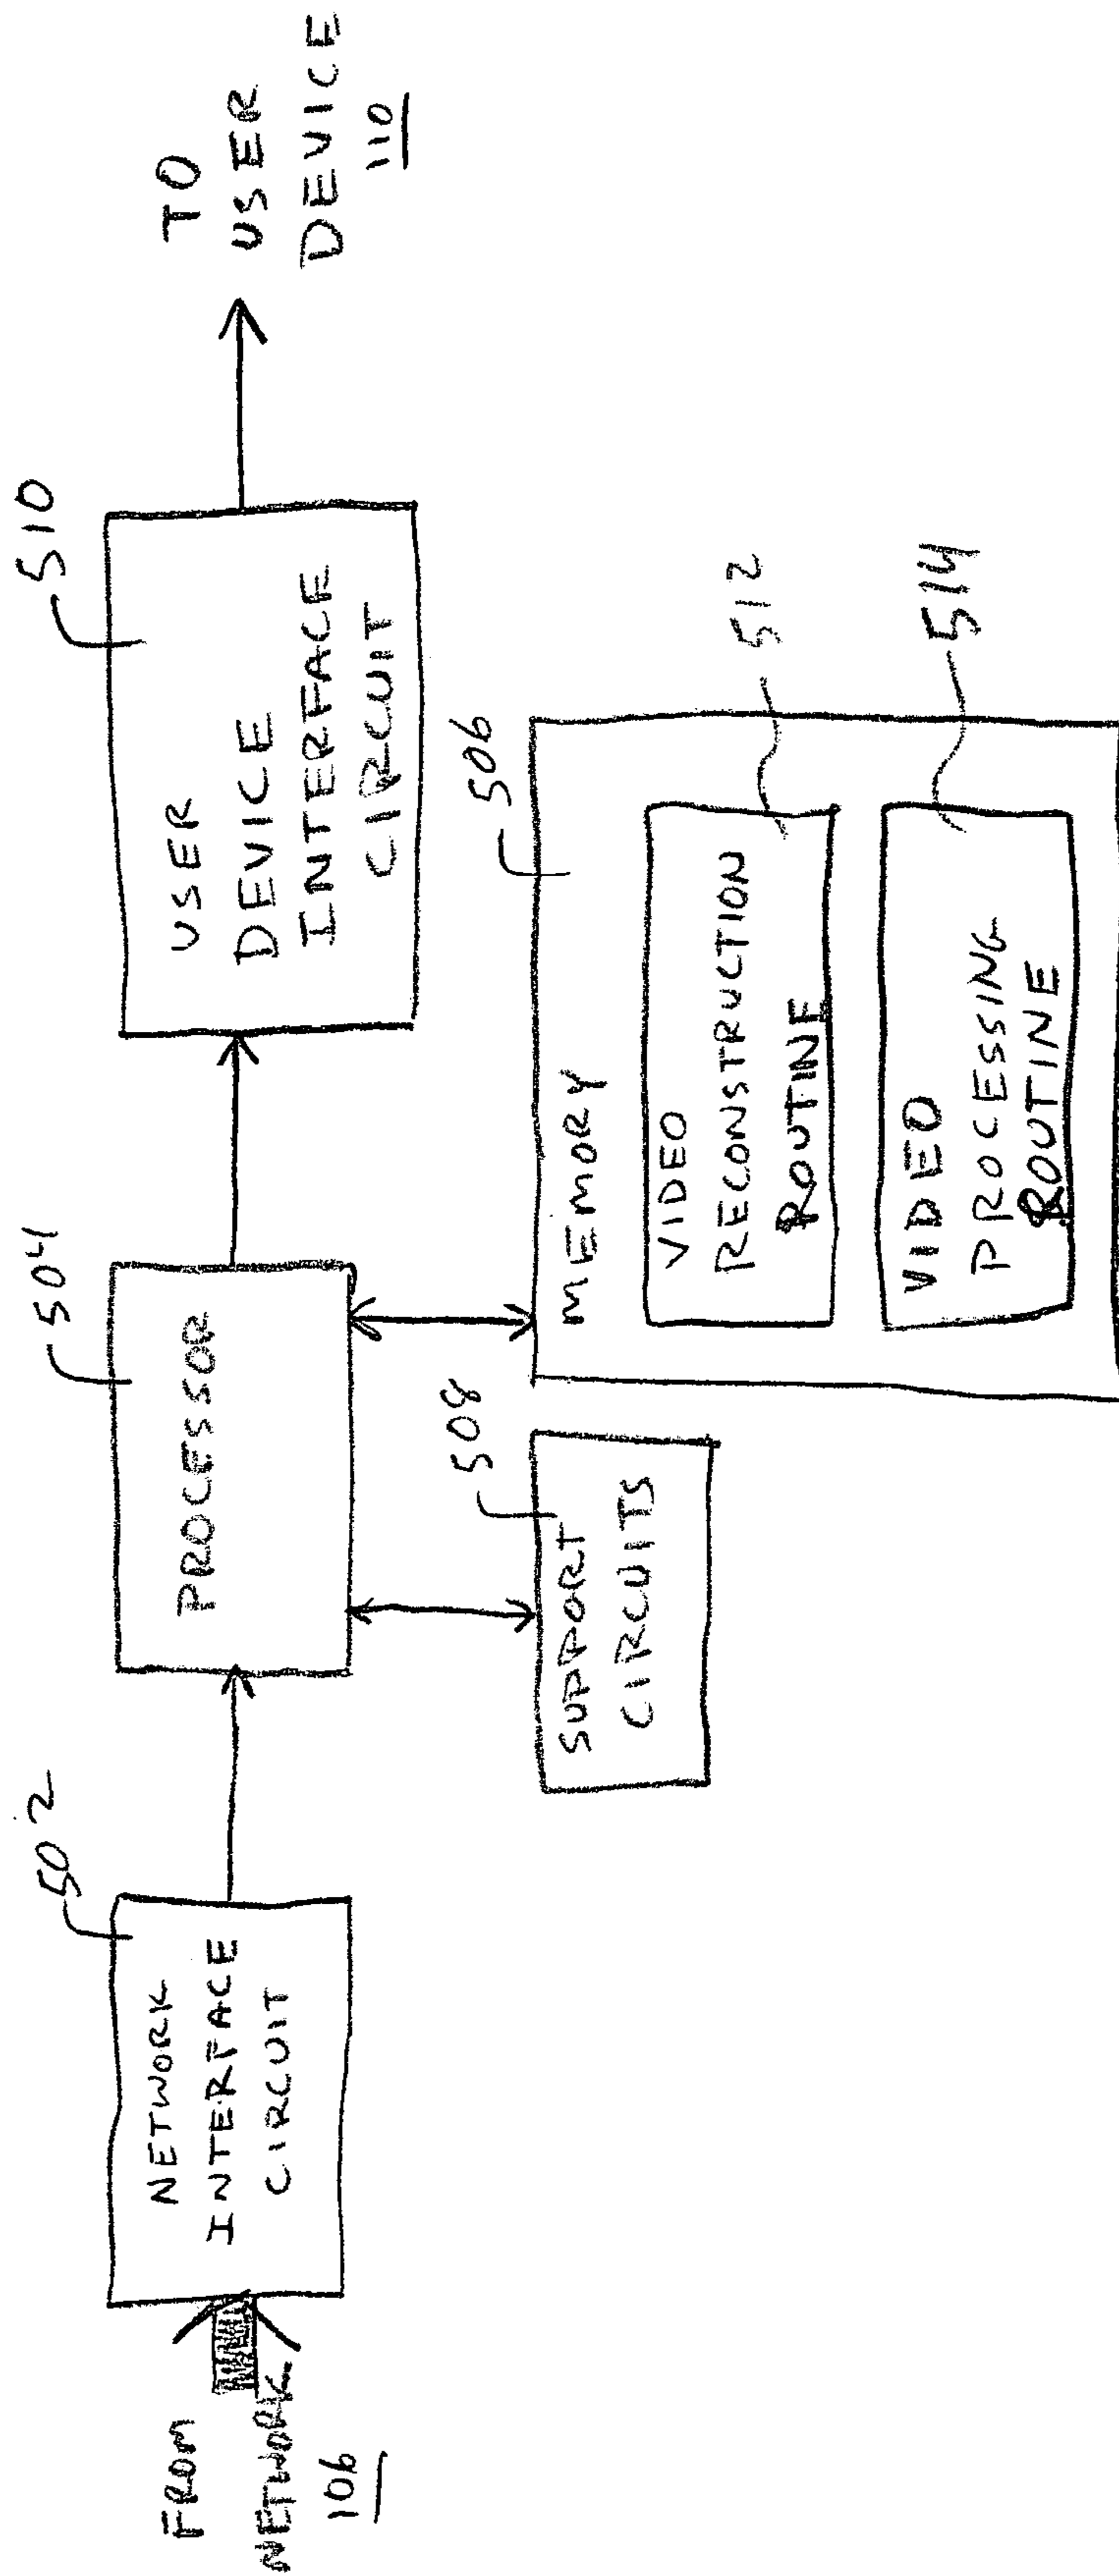 FROM
NETWORK
106
502
NETWORK
INTERFACE
CIRCUIT
504
PROCESSOR
508
SUPPORT
CIRCUITS
510
USER
DEVICE
INTERFACE
CIRCUIT
TO
USER
DEVICE
110
506
MEMORY
VIDEO
RECONSTRUCTION
ROUTINE
512
VIDEO
PROCESSING
ROUTINE
514